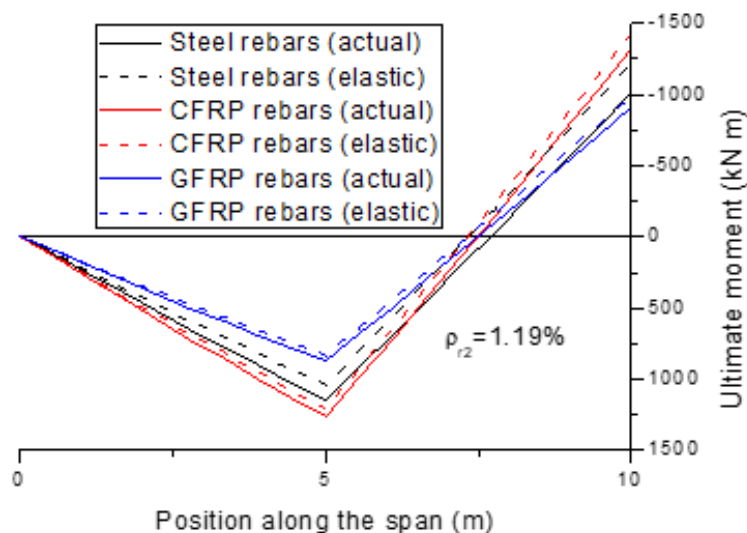 Steel rebars (actual)
Steel rebars (elastic)
CFRP rebars (actual)
CFRP rebars (elastic)
GFRP rebars (actual)
GFRP rebars (elastic)
-1500
-1000
-500
0
500
1000
1500
Ultimate moment (kN m)
ρr2=1.19%
0
5
10
Position along the span (m)